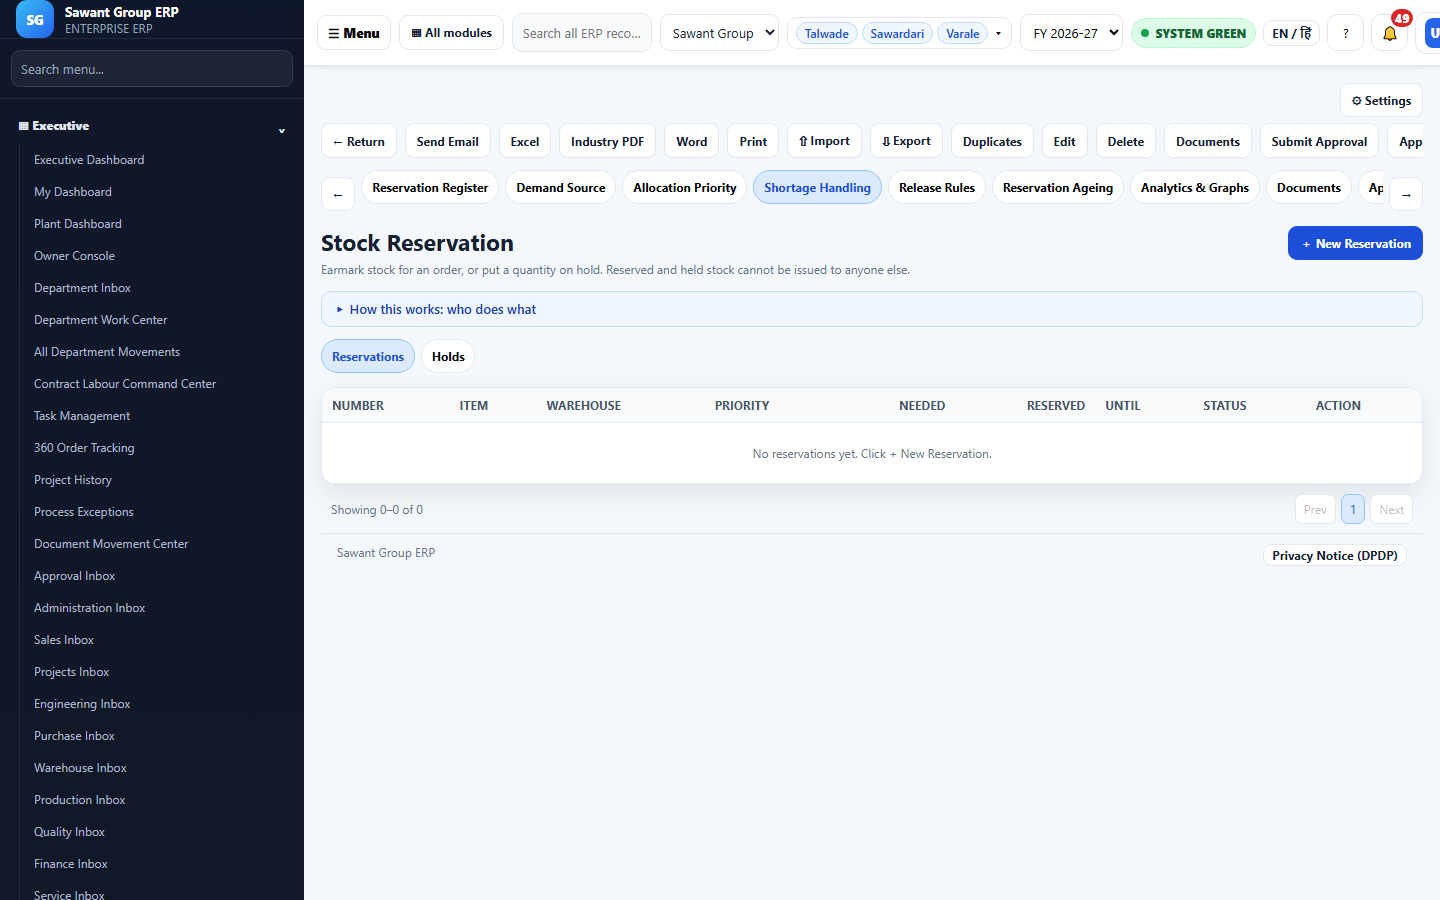 SG
Sawant Group ERP
ENTERPRISE ERP
☰ Menu
All modules
Search all ERP reco...
Sawant Group
Talwade
Sawardari
Varale
FY 2026-27
SYSTEM GREEN
EN / हिं
?
49
U
Search menu...
Executive
Executive Dashboard
My Dashboard
Plant Dashboard
Owner Console
Department Inbox
Department Work Center
All Department Movements
Contract Labour Command Center
Task Management
360 Order Tracking
Project History
Process Exceptions
Document Movement Center
Approval Inbox
Administration Inbox
Sales Inbox
Projects Inbox
Engineering Inbox
Purchase Inbox
Warehouse Inbox
Production Inbox
Quality Inbox
Finance Inbox
Service Inbox
⚙ Settings
← Return
Send Email
Excel
Industry PDF
Word
Print
⇧ Import
⇩ Export
Duplicates
Edit
Delete
Documents
Submit Approval
App
←
Reservation Register
Demand Source
Allocation Priority
Shortage Handling
Release Rules
Reservation Ageing
Analytics & Graphs
Documents
Ap
→
Stock Reservation
+ New Reservation
Earmark stock for an order, or put a quantity on hold. Reserved and held stock cannot be issued to anyone else.
▸ How this works: who does what
Reservations
Holds
NUMBER ITEM WAREHOUSE PRIORITY NEEDED RESERVED UNTIL STATUS ACTION
No reservations yet. Click + New Reservation.
Showing 0–0 of 0
Prev
1
Next
Sawant Group ERP
Privacy Notice (DPDP)